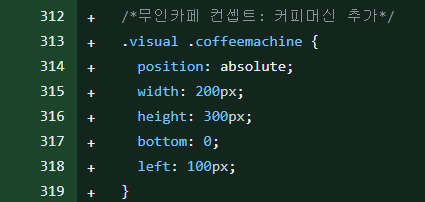 312 + /*무인카페 컨셉트: 커피머신 추가*/
313 + .visual .coffeemachine {
314 + position: absolute;
315 + width: 200px;
316 + height: 300px;
317 + bottom: 0;
318 + left: 100px;
319 + }